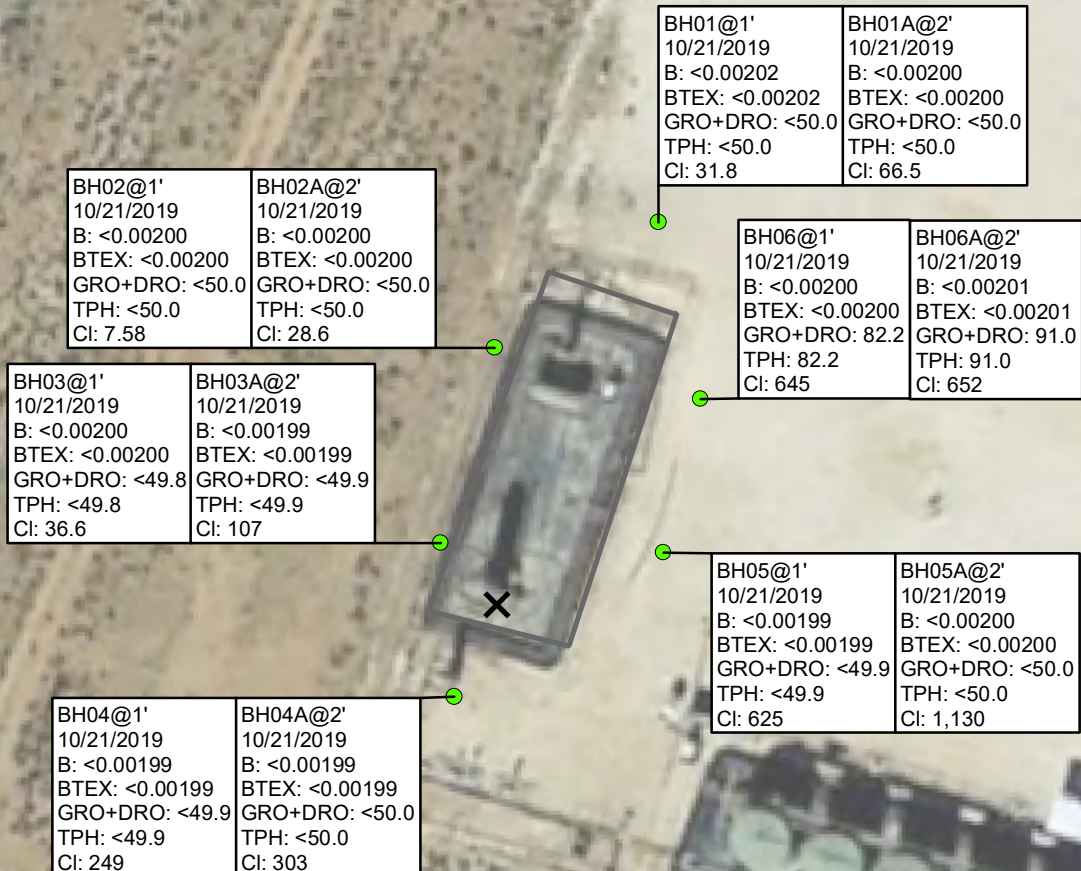 BH01@1'
10/21/2019
B: <0.00202
BTEX: <0.00202
GRO+DRO: <50.0
TPH: <50.0
Cl: 31.8
BH01A@2'
10/21/2019
B: <0.00200
BTEX: <0.00200
GRO+DRO: <50.0
TPH: <50.0
Cl: 66.5
BH02@1'
10/21/2019
B: <0.00200
BTEX: <0.00200
GRO+DRO: <50.0
TPH: <50.0
Cl: 7.58
BH02A@2'
10/21/2019
B: <0.00200
BTEX: <0.00200
GRO+DRO: <50.0
TPH: <50.0
Cl: 28.6
BH06@1'
10/21/2019
B: <0.00200
BTEX: <0.00200
GRO+DRO: 82.2
TPH: 82.2
Cl: 645
BH06A@2'
10/21/2019
B: <0.00201
BTEX: <0.00201
GRO+DRO: 91.0
TPH: 91.0
Cl: 652
BH03@1'
10/21/2019
B: <0.00200
BTEX: <0.00200
GRO+DRO: <49.8
TPH: <49.8
Cl: 36.6
BH03A@2'
10/21/2019
B: <0.00199
BTEX: <0.00199
GRO+DRO: <49.9
TPH: <49.9
Cl: 107
BH05@1'
10/21/2019
B: <0.00199
BTEX: <0.00199
GRO+DRO: <49.9
TPH: <49.9
Cl: 625
BH05A@2'
10/21/2019
B: <0.00200
BTEX: <0.00200
GRO+DRO: <50.0
TPH: <50.0
Cl: 1,130
BH04@1'
10/21/2019
B: <0.00199
BTEX: <0.00199
GRO+DRO: <49.9
TPH: <49.9
Cl: 249
BH04A@2'
10/21/2019
B: <0.00199
BTEX: <0.00199
GRO+DRO: <50.0
TPH: <50.0
Cl: 303